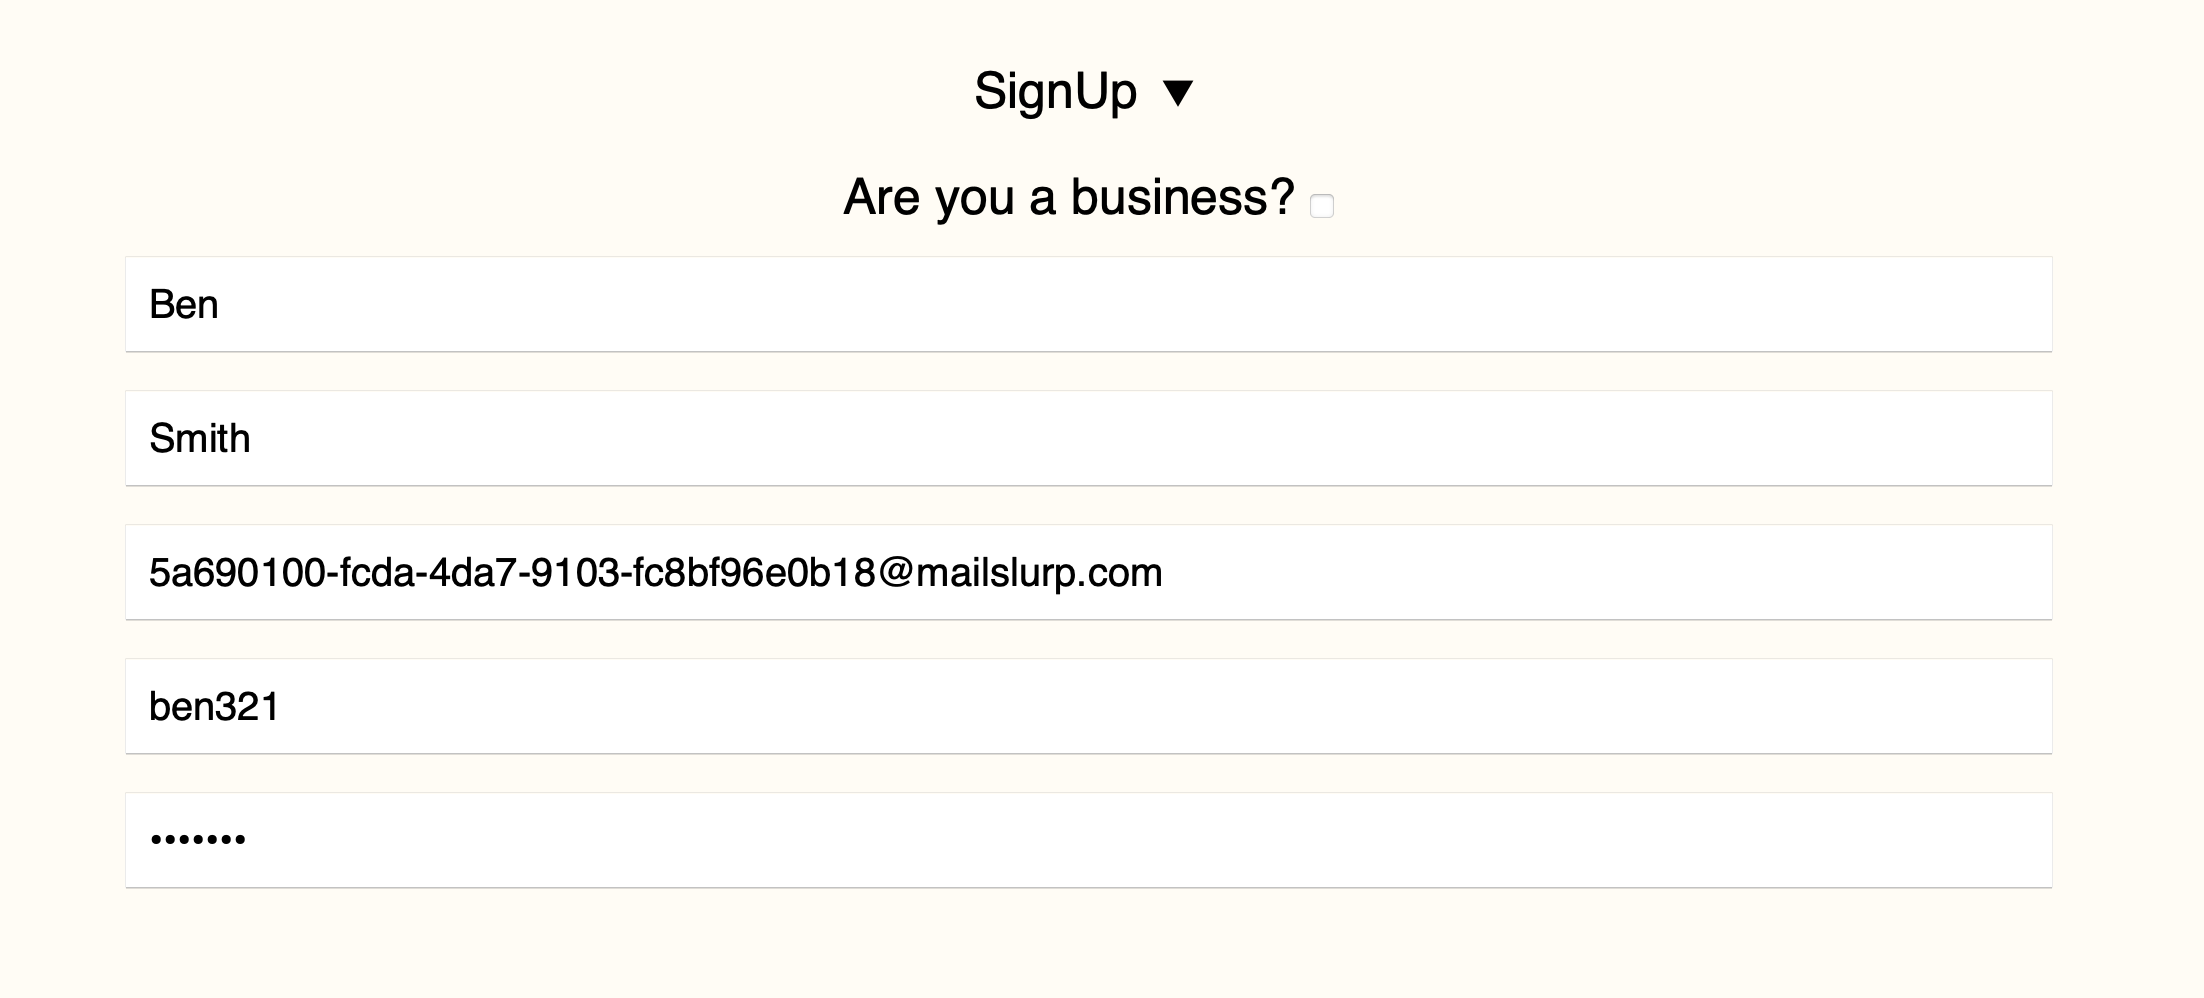 SignUp ▼
Are you a business?
Ben
Smith
5a690100-fcda-4da7-9103-fc8bf96e0b18@mailslurp.com
ben321
•••••••